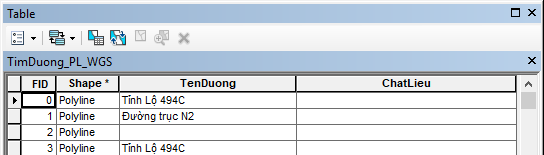 Table
TimDuong_PL_WGS
FID Shape * TenDuong ChatLieu
0 Polyline Tỉnh Lộ 494C
1 Polyline Đường trục N2
2 Polyline
3 Polyline Tỉnh Lộ 494C